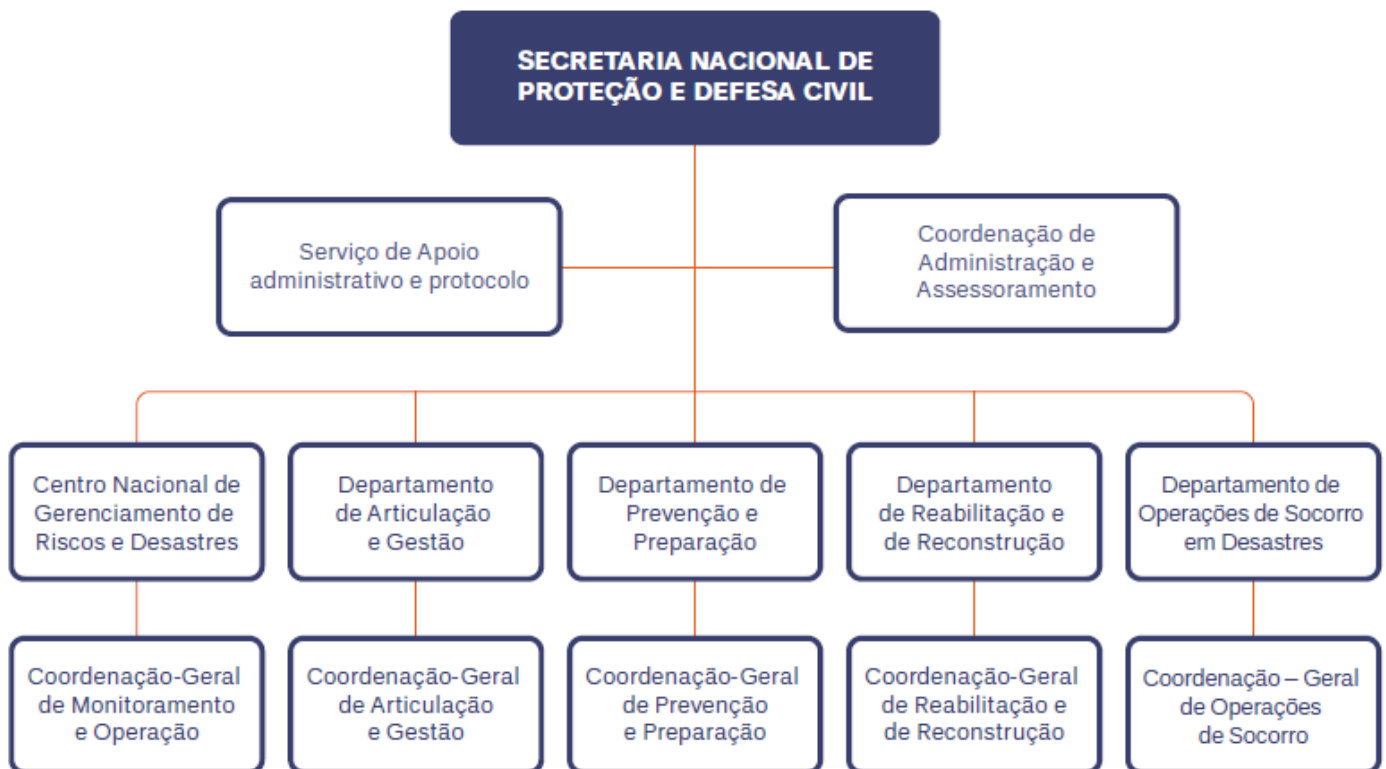 SECRETARIA NACIONAL DE
PROTEÇÃO E DEFESA CIVIL
Serviço de Apoio
administrativo e protocolo
Coordenação de
Administração e
Assessoramento
Centro Nacional de
Gerenciamento de
Riscos e Desastres
Departamento
de Articulação
e Gestão
Departamento de
Prevenção e
Preparação
Departamento
de Reabilitação e
de Reconstrução
Departamento de
Operações de Socorro
em Desastres
Coordenação-Geral
de Monitoramento
e Operação
Coordenação-Geral
de Articulação
e Gestão
Coordenação-Geral
de Prevenção
e Preparação
Coordenação-Geral
de Reabilitação e
de Reconstrução
Coordenação – Geral
de Operações
de Socorro